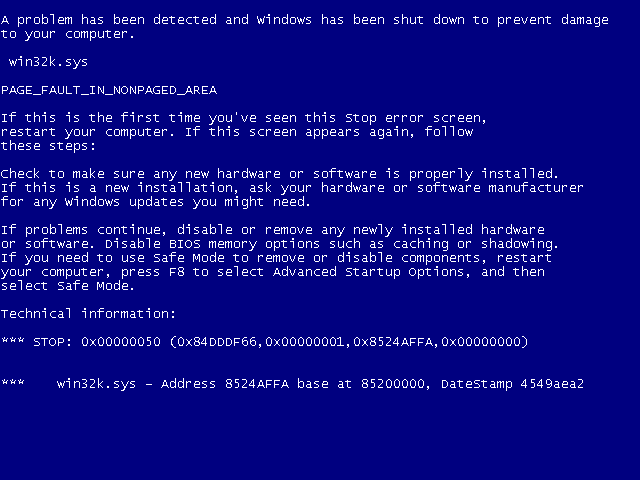 A problem has been detected and Windows has been shut down to prevent damage
to your computer.
win32k.sys
PAGE_FAULT_IN_NONPAGED_AREA
If this is the first time you've seen this Stop error screen,
restart your computer. If this screen appears again, follow
these steps:
Check to make sure any new hardware or software is properly installed.
If this is a new installation, ask your hardware or software manufacturer
for any Windows updates you might need.
If problems continue, disable or remove any newly installed hardware
or software. Disable BIOS memory options such as caching or shadowing.
If you need to use Safe Mode to remove or disable components, restart
your computer, press F8 to select Advanced Startup Options, and then
select Safe Mode.
Technical information:
*** STOP: 0x00000050 (0x84DDDF66,0x00000001,0x8524AFFA,0x00000000)
*** win32k.sys – Address 8524AFFA base at 85200000, DateStamp 4549aea2